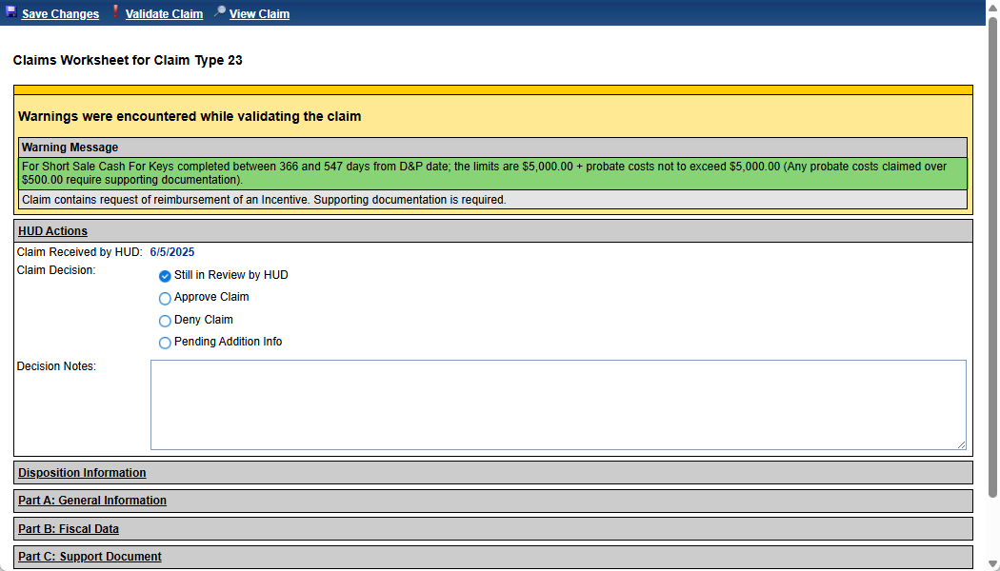 Save Changes Validate Claim View Claim
Claims Worksheet for Claim Type 23
Warnings were encountered while validating the claim
Warning Message
For Short Sale Cash For Keys completed between 366 and 547 days from D&P date; the limits are $5,000.00 + probate costs not to exceed $5,000.00 (Any probate costs claimed over
$500.00 require supporting documentation).
Claim contains request of reimbursement of an Incentive. Supporting documentation is required.
HUD Actions
Claim Received by HUD: 6/5/2025
Claim Decision:
Still in Review by HUD
Approve Claim
Deny Claim
Pending Addition Info
Decision Notes:
Disposition Information
Part A: General Information
Part B: Fiscal Data
Part C: Support Document